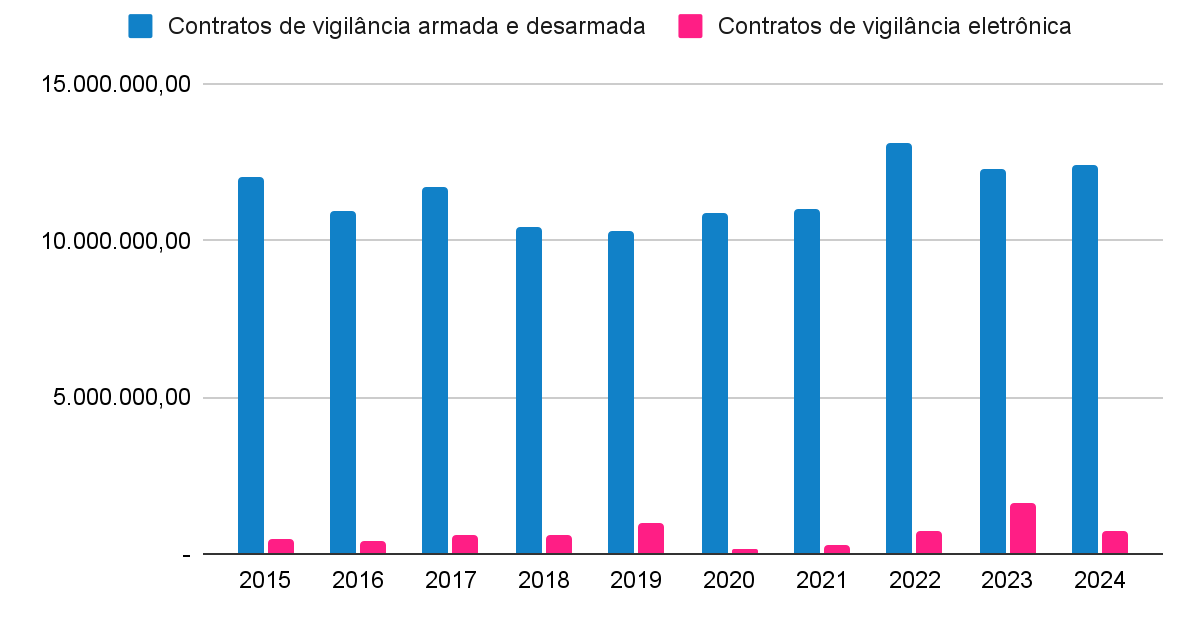 Contratos de vigilância armada e desarmada Contratos de vigilância eletrônica
15.000.000,00
10.000.000,00
5.000.000,00
-
2015 2016 2017 2018 2019 2020 2021 2022 2023 2024